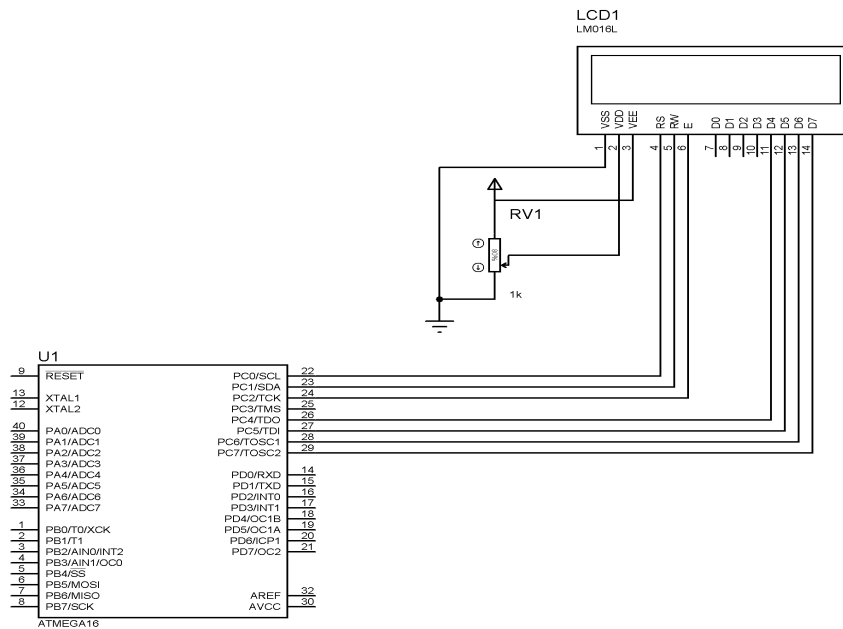 LCD1
LM016L
VSS
VDD
VEE
RS
RW
E
D0
D1
D2
D3
D4
D5
D6
D7
1
2
3
4
5
6
7
8
9
10
11
12
13
14
RV1
80%
1k
U1
9 RESET
13 XTAL1
12 XTAL2
40 PA0/ADC0
39 PA1/ADC1
38 PA2/ADC2
37 PA3/ADC3
36 PA4/ADC4
35 PA5/ADC5
34 PA6/ADC6
33 PA7/ADC7
1 PB0/T0/XCK
2 PB1/T1
3 PB2/AIN0/INT2
4 PB3/AIN1/OC0
5 PB4/SS
6 PB5/MOSI
7 PB6/MISO
8 PB7/SCK
PC0/SCL 22
PC1/SDA 23
PC2/TCK 24
PC3/TMS 25
PC4/TDO 26
PC5/TDI 27
PC6/TOSC1 28
PC7/TOSC2 29
PD0/RXD 14
PD1/TXD 15
PD2/INT0 16
PD3/INT1 17
PD4/OC1B 18
PD5/OC1A 19
PD6/ICP1 20
PD7/OC2 21
AREF 32
AVCC 30
ATMEGA16